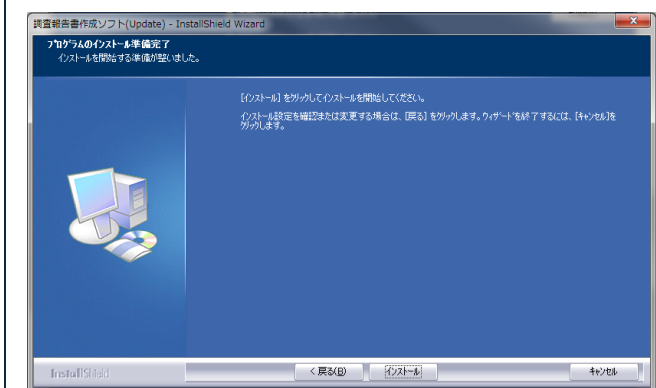 調査報告書作成ソフト(Update) - InstallShield Wizard
プログラムのインストール準備完了
インストールを開始する準備が整いました。
[インストール] をクリックしてインストールを開始してください。
インストール設定を確認または変更する場合は、[戻る] をクリックします。ウィザードを終了するには、[キャンセル]を
クリックします。
InstallShield
< 戻る(B)
インストール
キャンセル